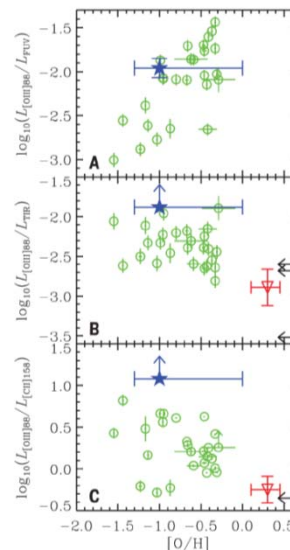 log₁₀(L[OIII]88/LFUV)
-1.5
-2.0
-2.5
-3.0
A
log₁₀(L[OIII]88/LTIR)
-1.5
-2.0
-2.5
-3.0
-3.5
B
log₁₀(L[OIII]88/L[CII]158)
1.5
1.0
0.5
0.0
-0.5
C
-2.0 -1.5 -1.0 -0.5 0.0 0.5
[O/H]